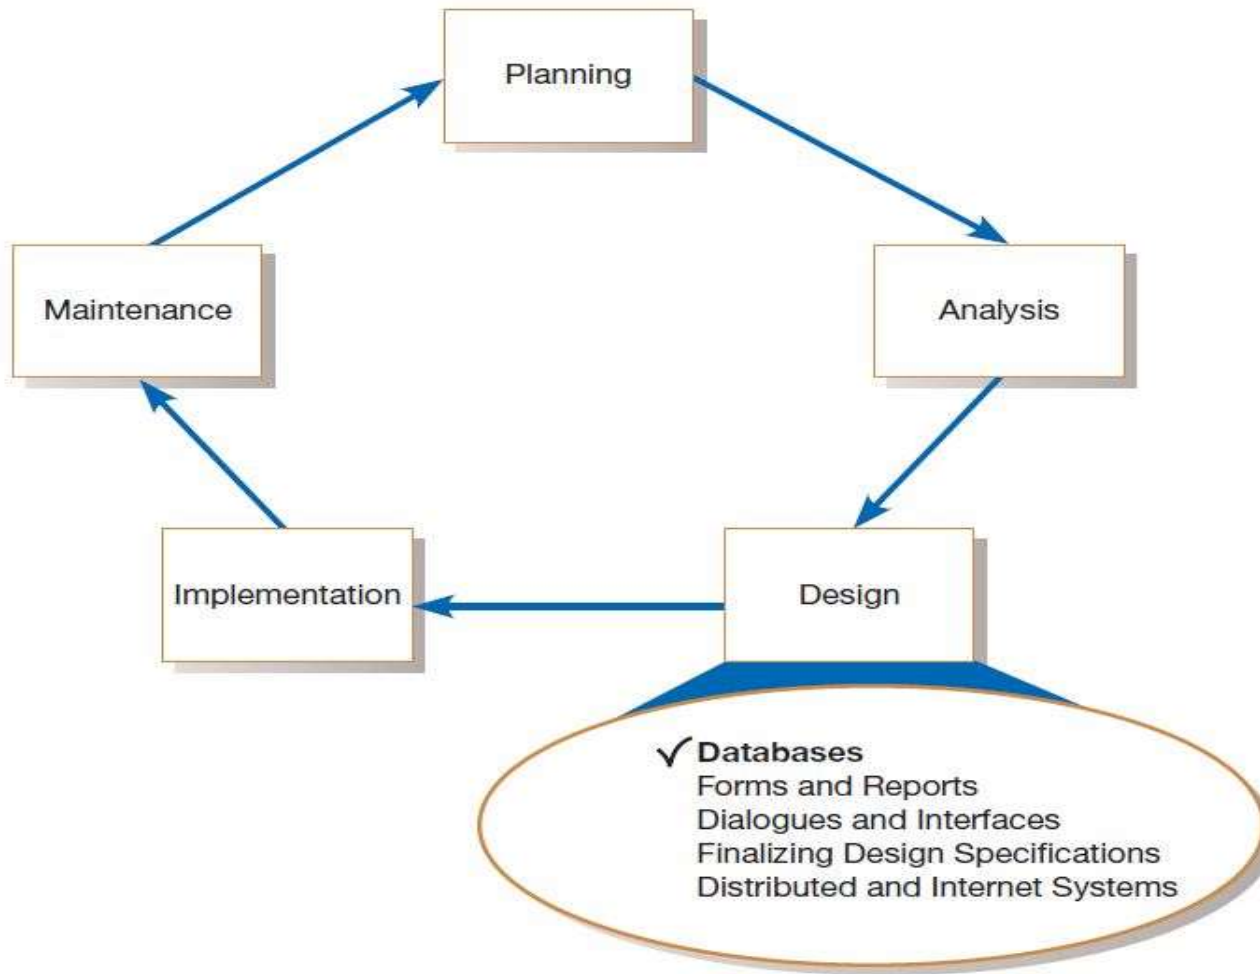 Planning
Maintenance
Analysis
Implementation
Design
✓Databases
Forms and Reports
Dialogues and Interfaces
Finalizing Design Specifications
Distributed and Internet Systems